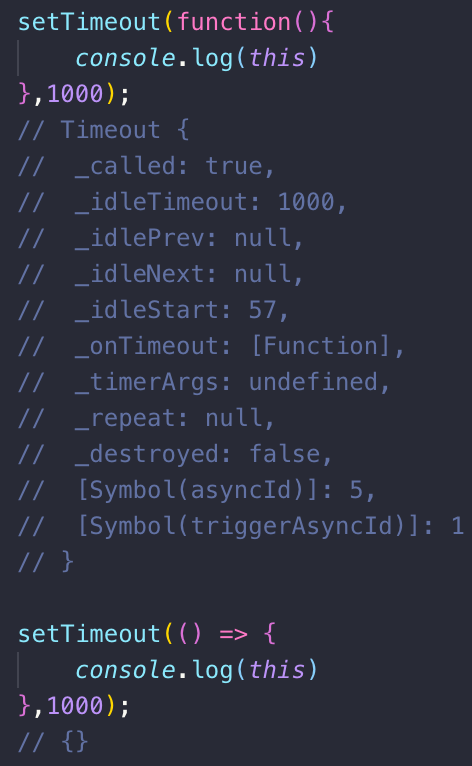 setTimeout(function(){
    console.log(this)
},1000);
// Timeout {
//  _called: true,
//  _idleTimeout: 1000,
//  _idlePrev: null,
//  _idleNext: null,
//  _idleStart: 57,
//  _onTimeout: [Function],
//  _timerArgs: undefined,
//  _repeat: null,
//  _destroyed: false,
//  [Symbol(asyncId)]: 5,
//  [Symbol(triggerAsyncId)]: 1
// }

setTimeout(() => {
    console.log(this)
},1000);
// {}